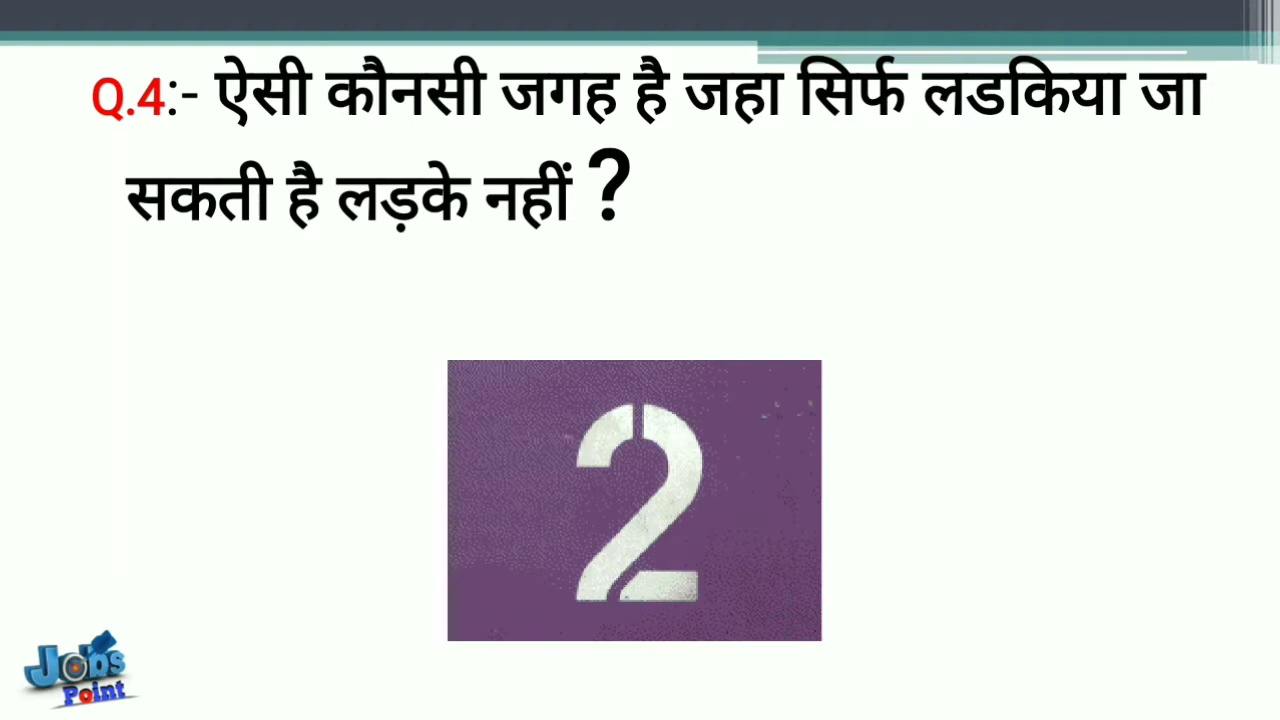 Q.4:- ऐसी कौनसी जगह है जहा सिर्फ लडकिया जा
सकती है लड़के नहीं ?
2
Jobs
Point